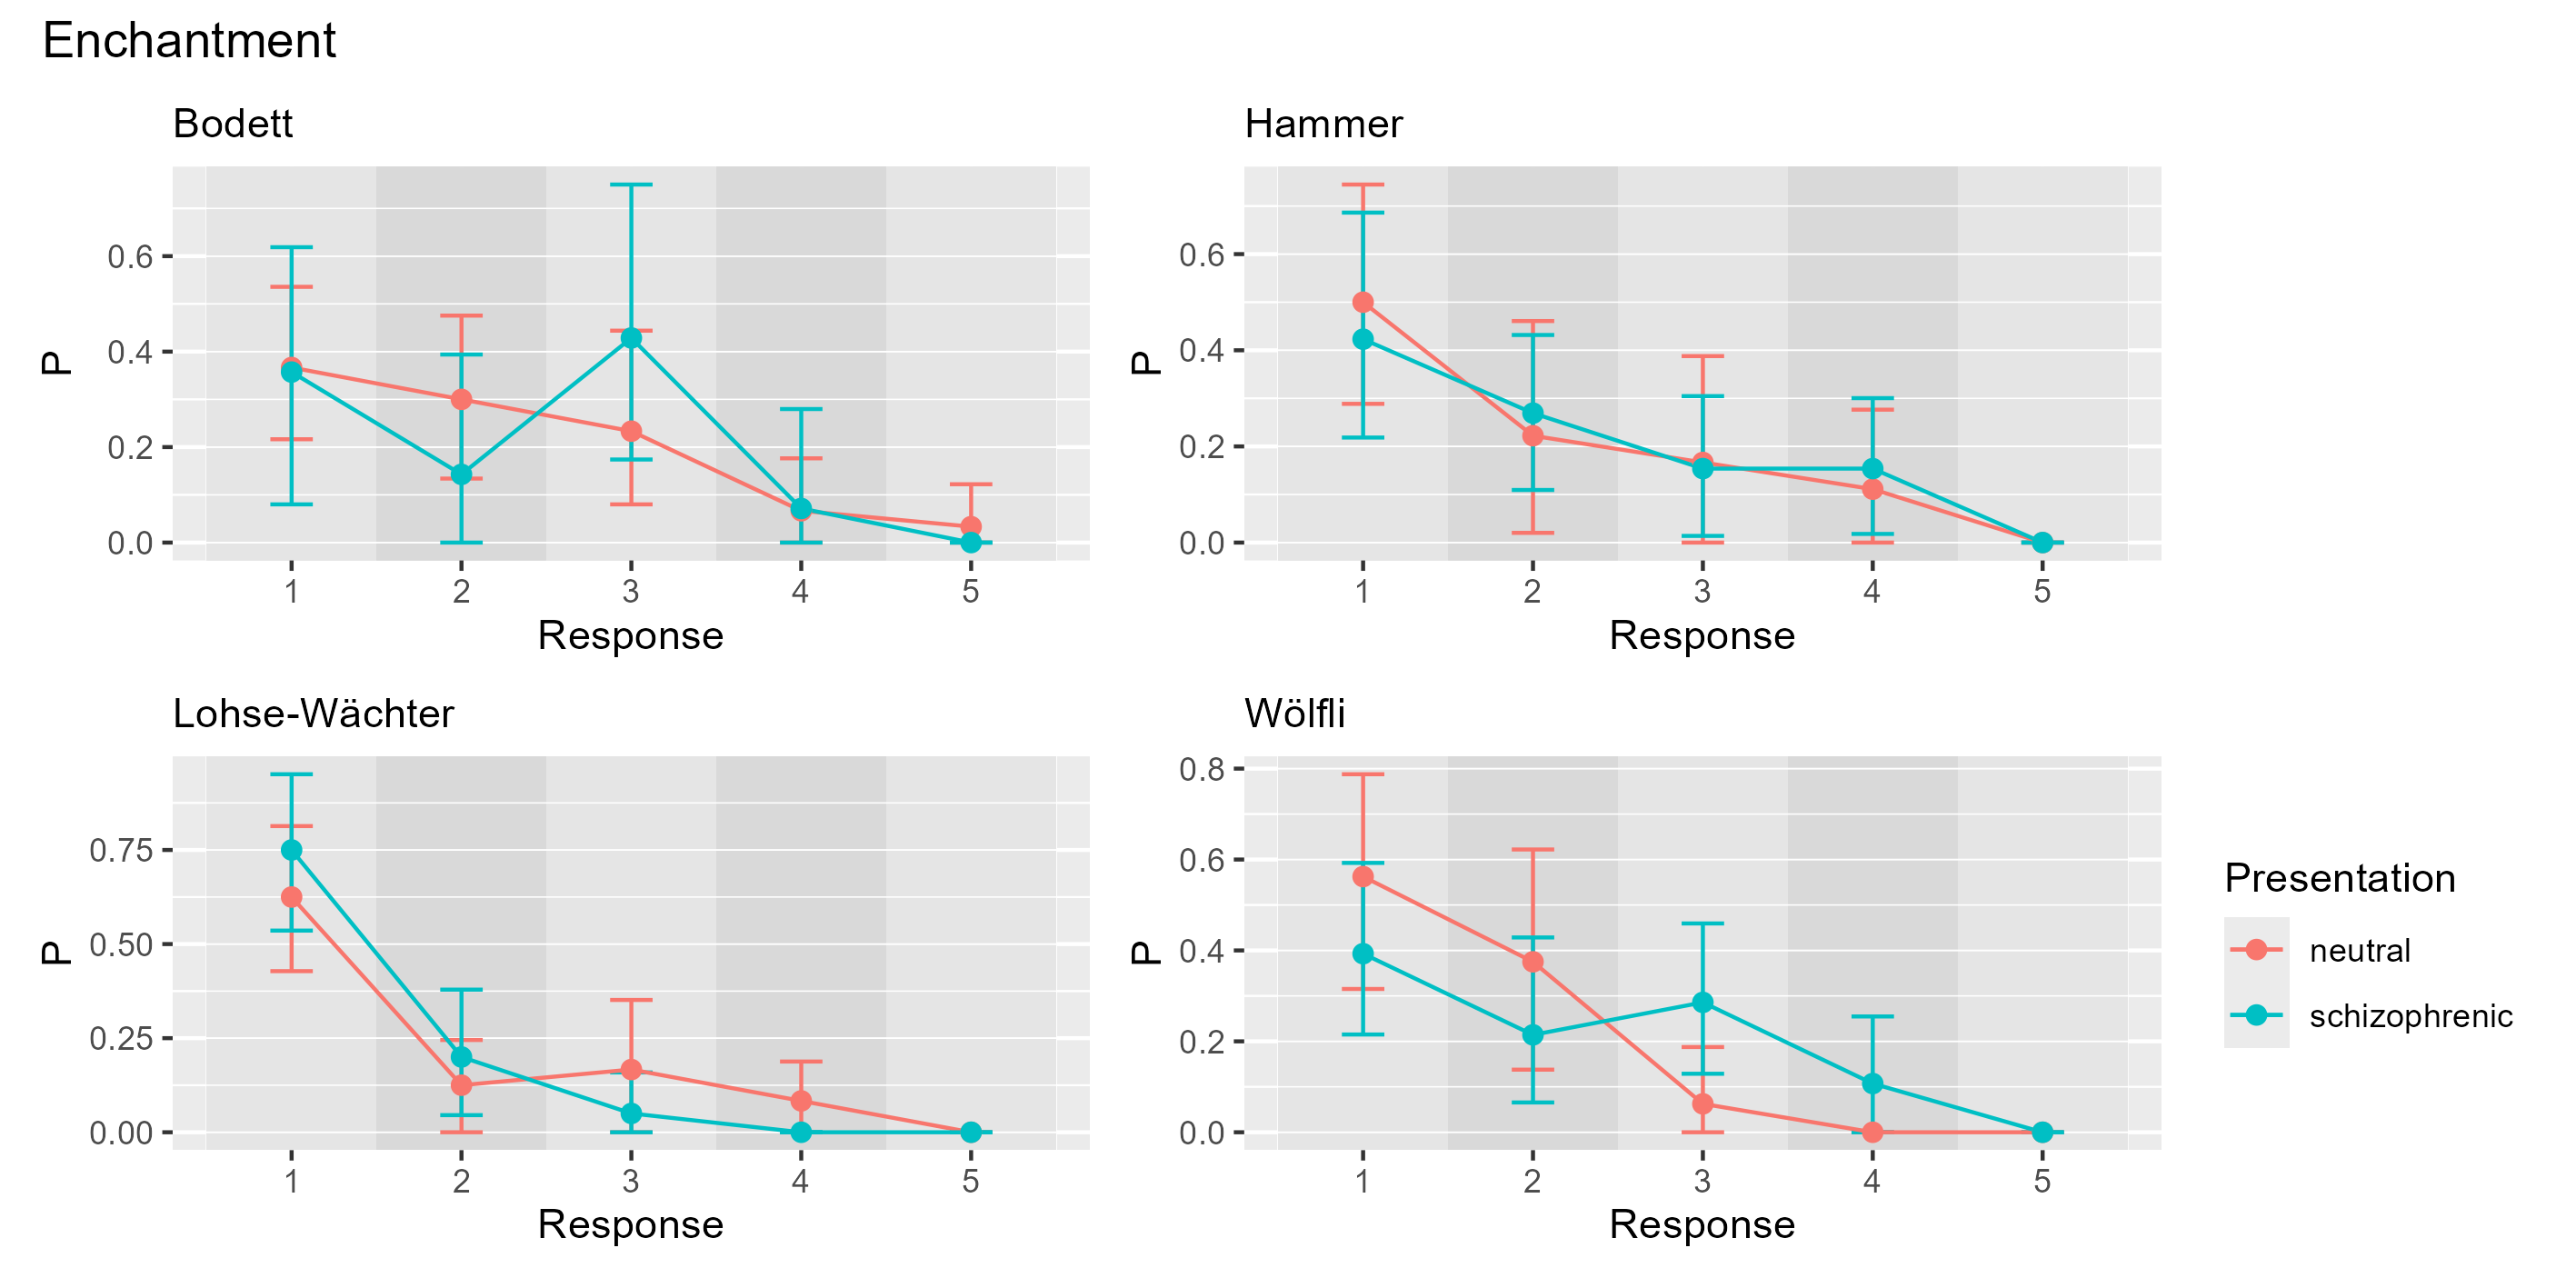 Enchantment
Bodett
P
0.6
0.4
0.2
0.0
1 2 3 4 5
Response
Hammer
P
0.6
0.4
0.2
0.0
1 2 3 4 5
Response
Lohse-Wächter
P
0.75
0.50
0.25
0.00
1 2 3 4 5
Response
Wölfli
P
0.8
0.6
0.4
0.2
0.0
1 2 3 4 5
Response
Presentation
neutral
schizophrenic